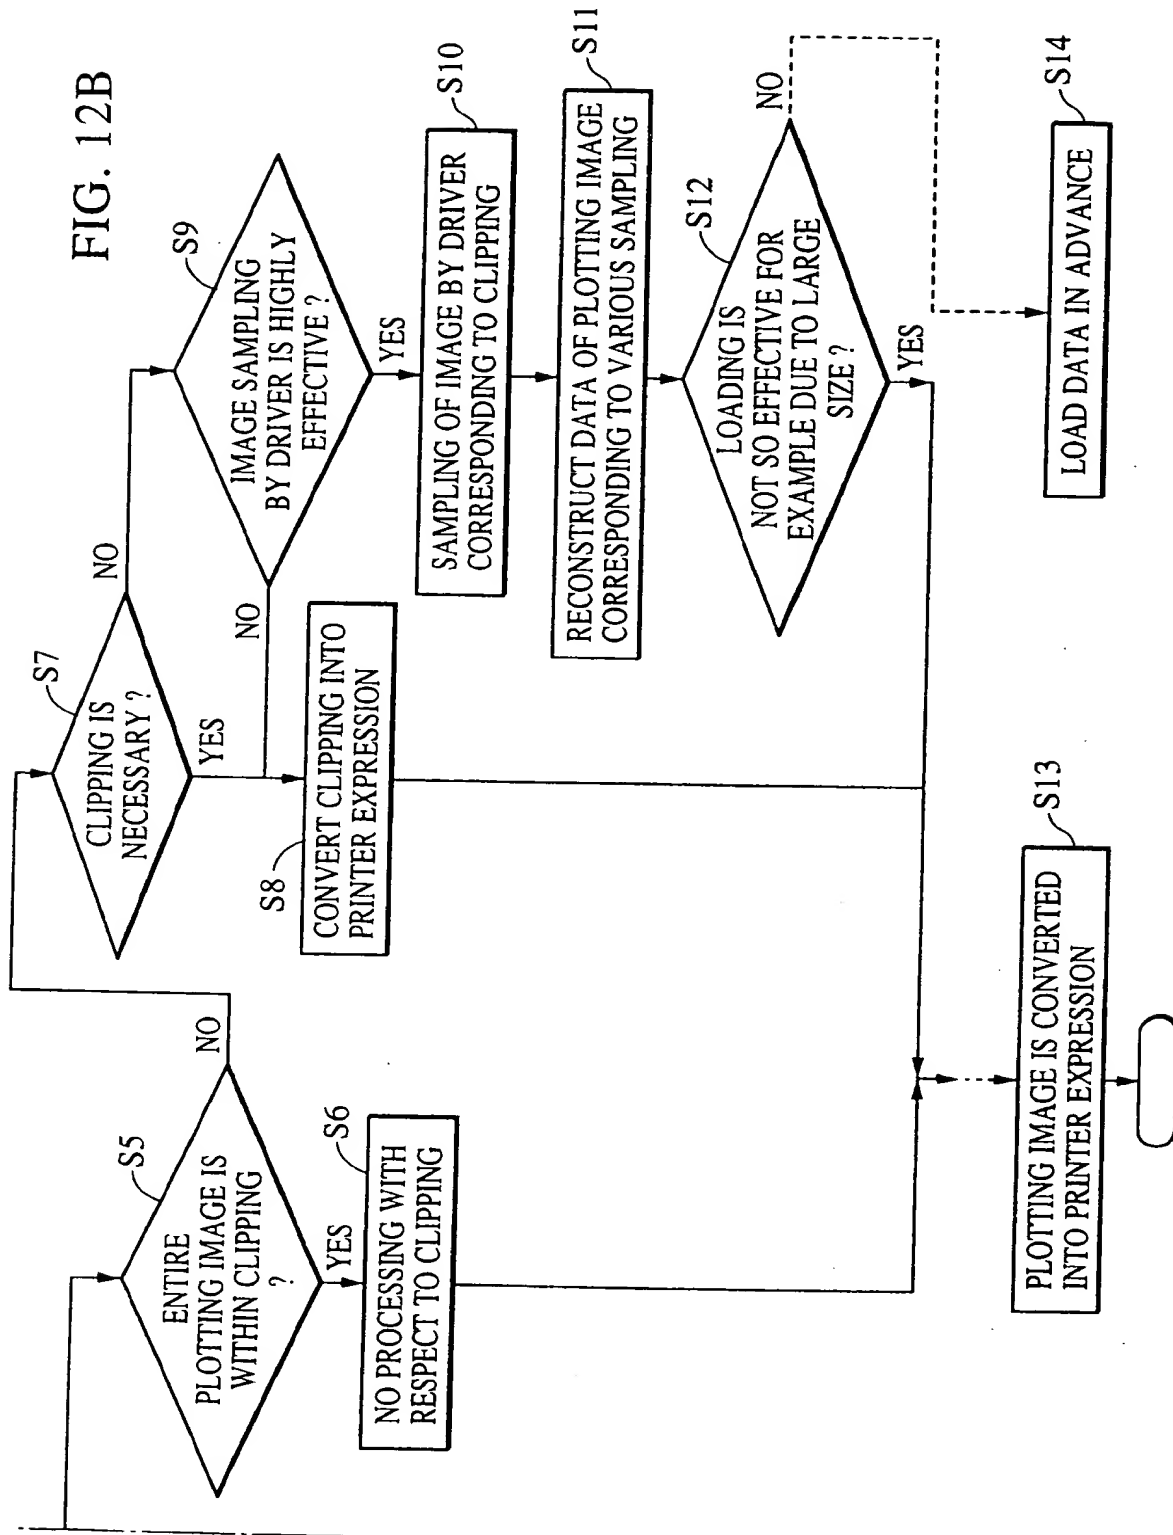 FIG. 12B
S5
ENTIRE
PLOTTING IMAGE IS
WITHIN CLIPPING
?
NO
YES
S6
NO PROCESSING WITH
RESPECT TO CLIPPING
S7
CLIPPING IS
NECESSARY ?
NO
YES
S8
CONVERT CLIPPING INTO
PRINTER EXPRESSION
S9
IMAGE SAMPLING
BY DRIVER IS HIGHLY
EFFECTIVE ?
NO
YES
S10
SAMPLING OF IMAGE BY DRIVER
CORRESPONDING TO CLIPPING
S11
RECONSTRUCT DATA OF PLOTTING IMAGE
CORRESPONDING TO VARIOUS SAMPLING
S12
LOADING IS
NOT SO EFFECTIVE FOR
EXAMPLE DUE TO LARGE
SIZE ?
NO
YES
S13
PLOTTING IMAGE IS CONVERTED
INTO PRINTER EXPRESSION
S14
LOAD DATA IN ADVANCE